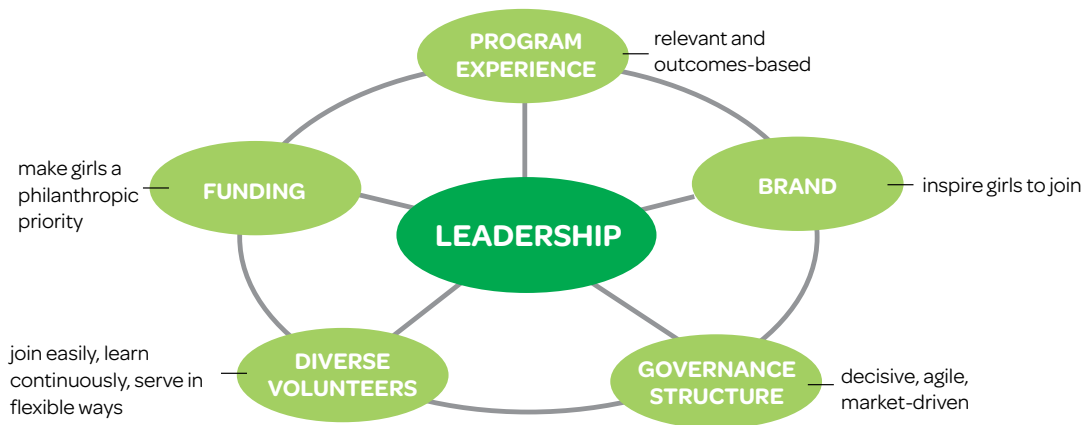 PROGRAM
EXPERIENCE
relevant and
outcomes-based
make girls a
philanthropic
priority
FUNDING
BRAND
inspire girls to join
LEADERSHIP
join easily, learn
continuously, serve in
flexible ways
DIVERSE
VOLUNTEERS
GOVERNANCE
STRUCTURE
decisive, agile,
market-driven